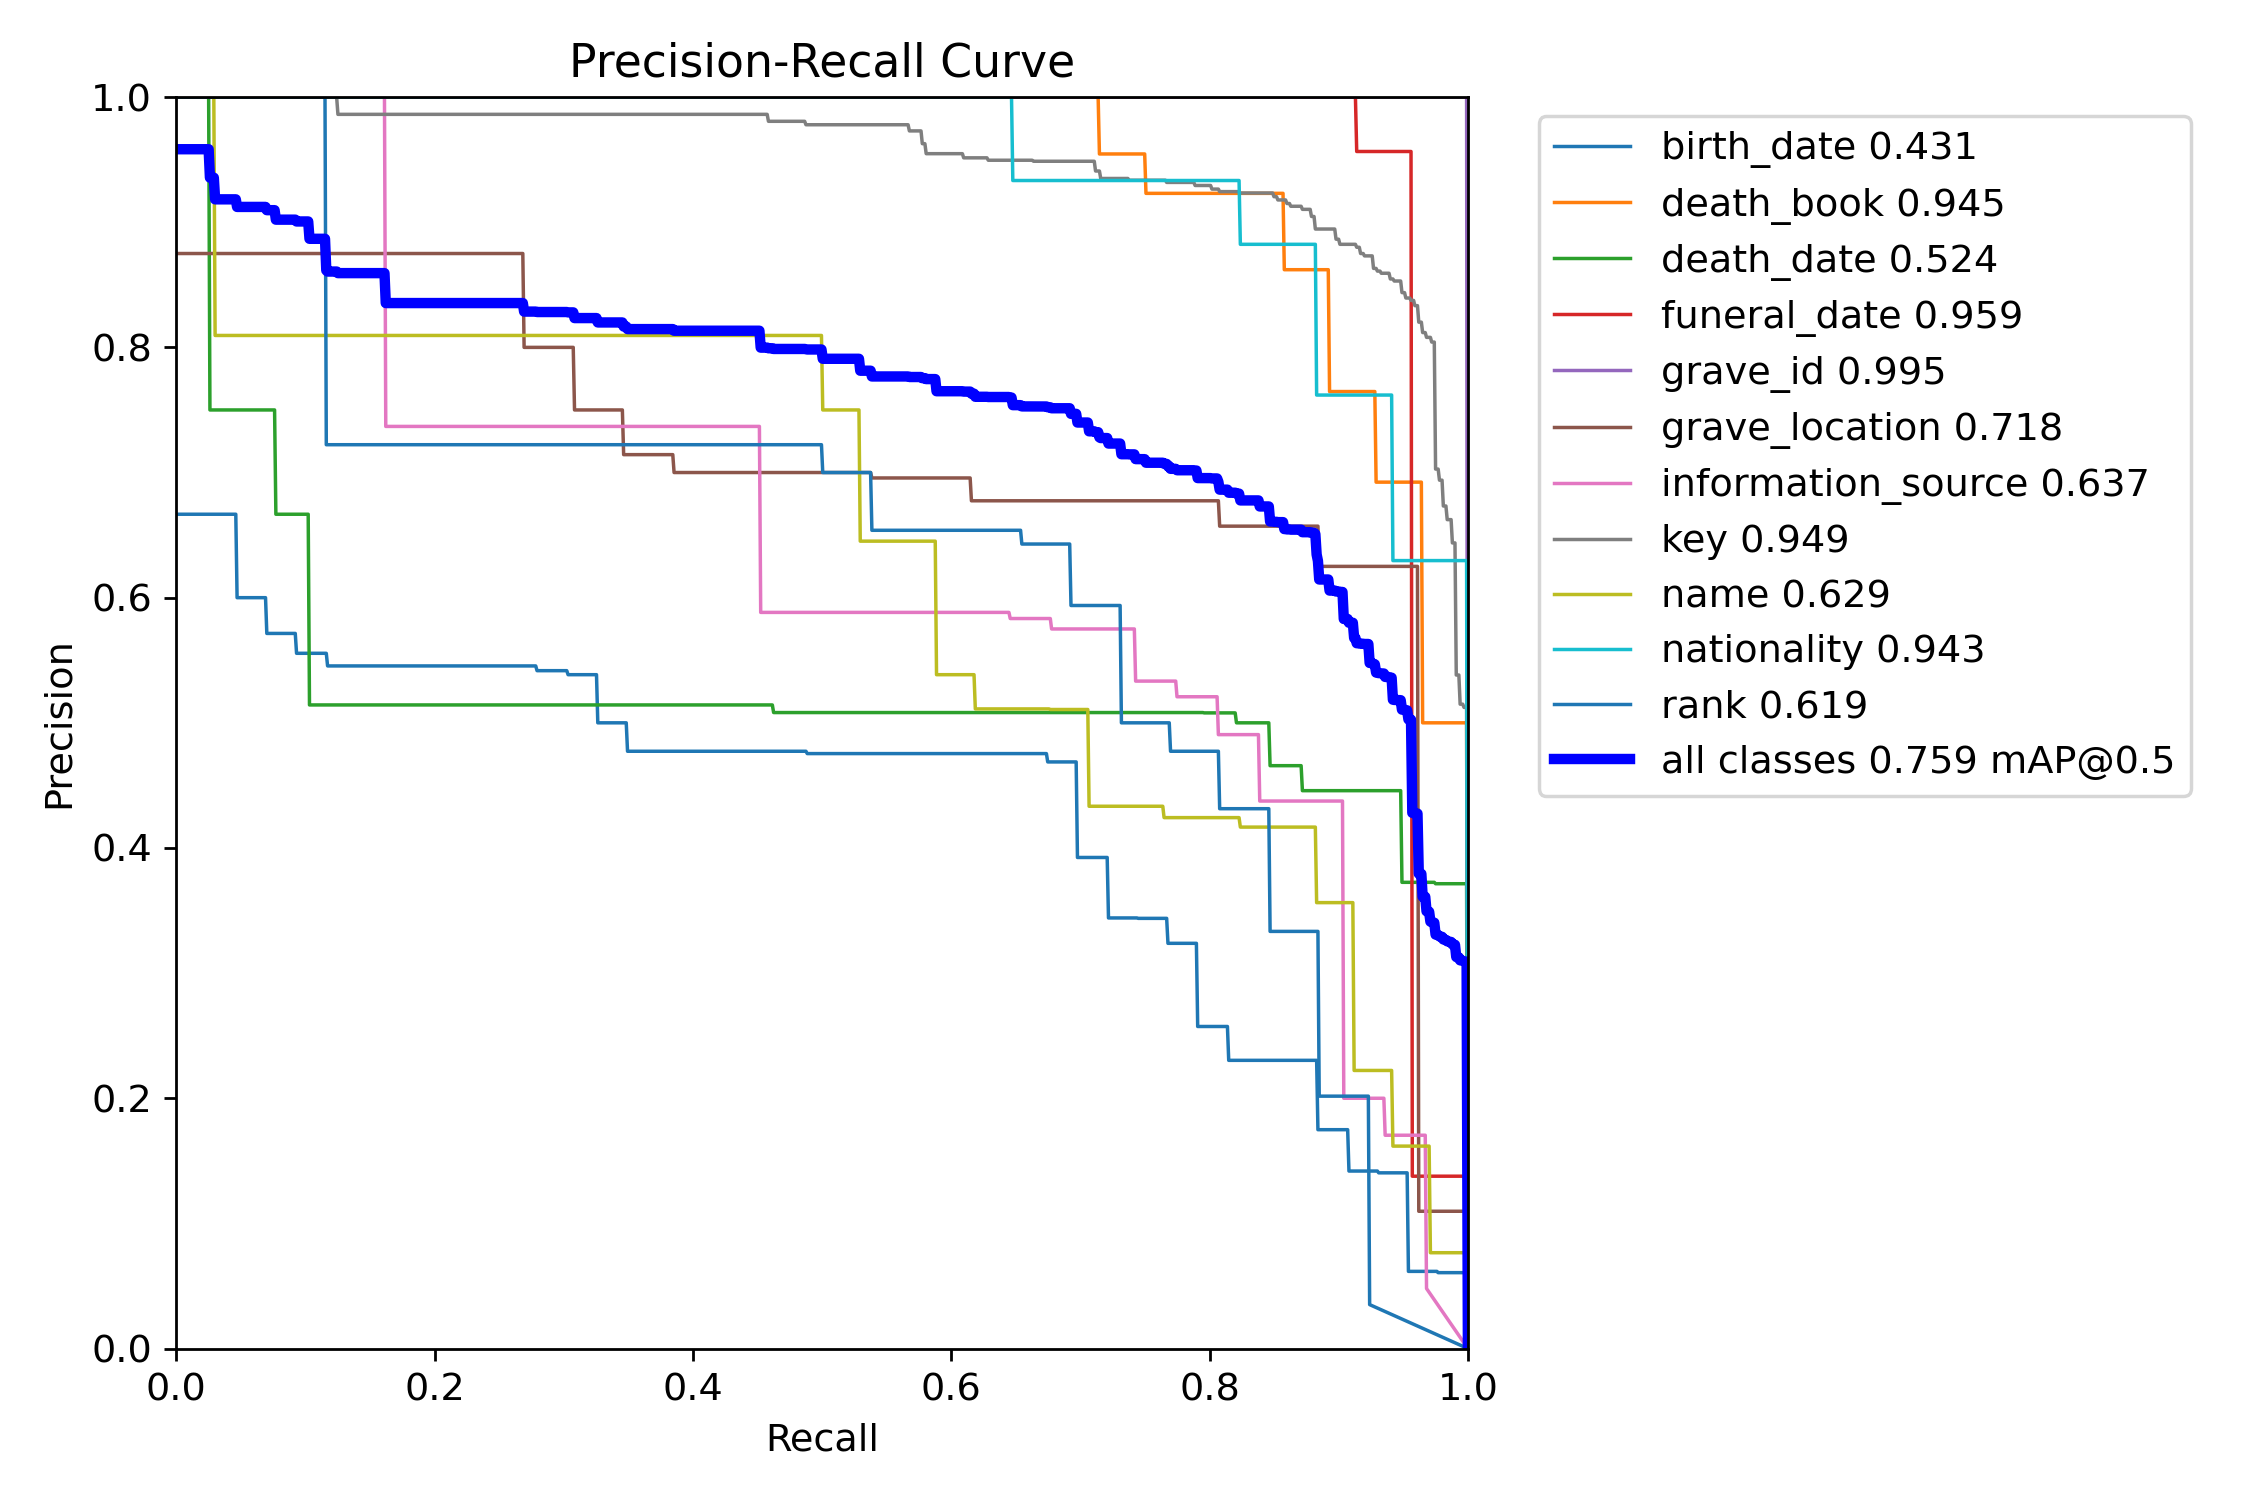 Precision-Recall Curve
1.0
0.8
0.6
0.4
0.2
0.0
Precision
0.0 0.2 0.4 0.6 0.8 1.0
Recall
birth_date 0.431
death_book 0.945
death_date 0.524
funeral_date 0.959
grave_id 0.995
grave_location 0.718
information_source 0.637
key 0.949
name 0.629
nationality 0.943
rank 0.619
all classes 0.759 mAP@0.5